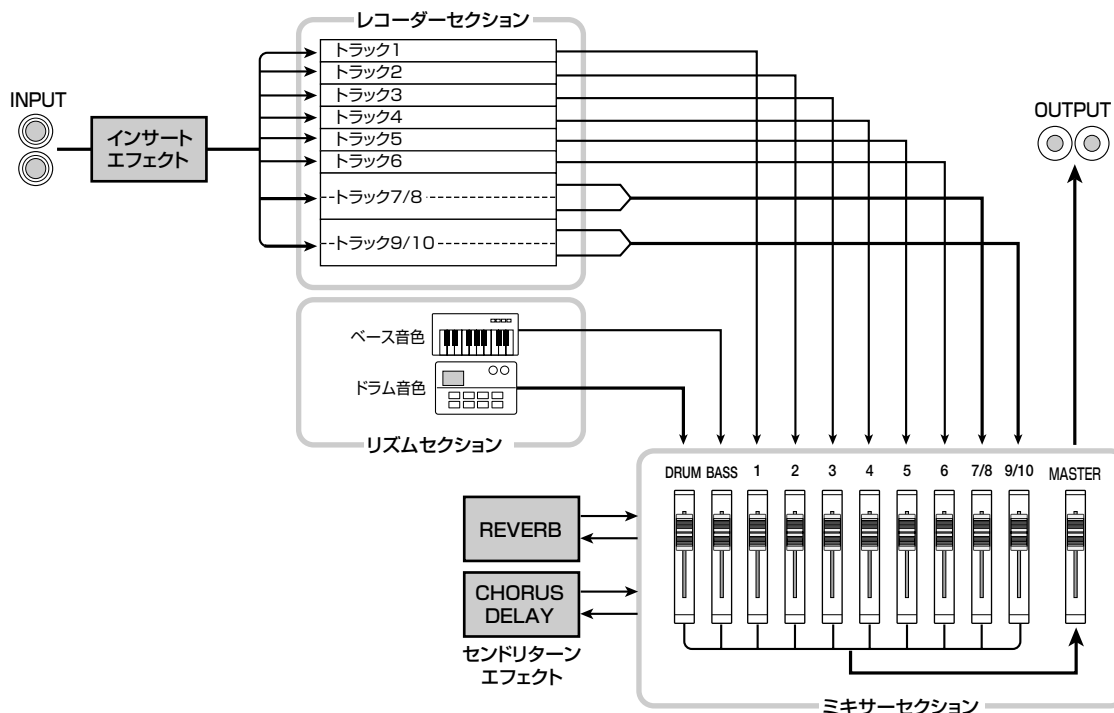 レコーダーセクション
トラック1
トラック2
トラック3
トラック4
トラック5
トラック6
トラック7/8
トラック9/10
INPUT
インサート
エフェクト
OUTPUT
ベース音色
ドラム音色
リズムセクション
DRUM BASS 1 2 3 4 5 6 7/8 9/10 MASTER
REVERB
CHORUS
DELAY
センドリターン
エフェクト
ミキサーセクション